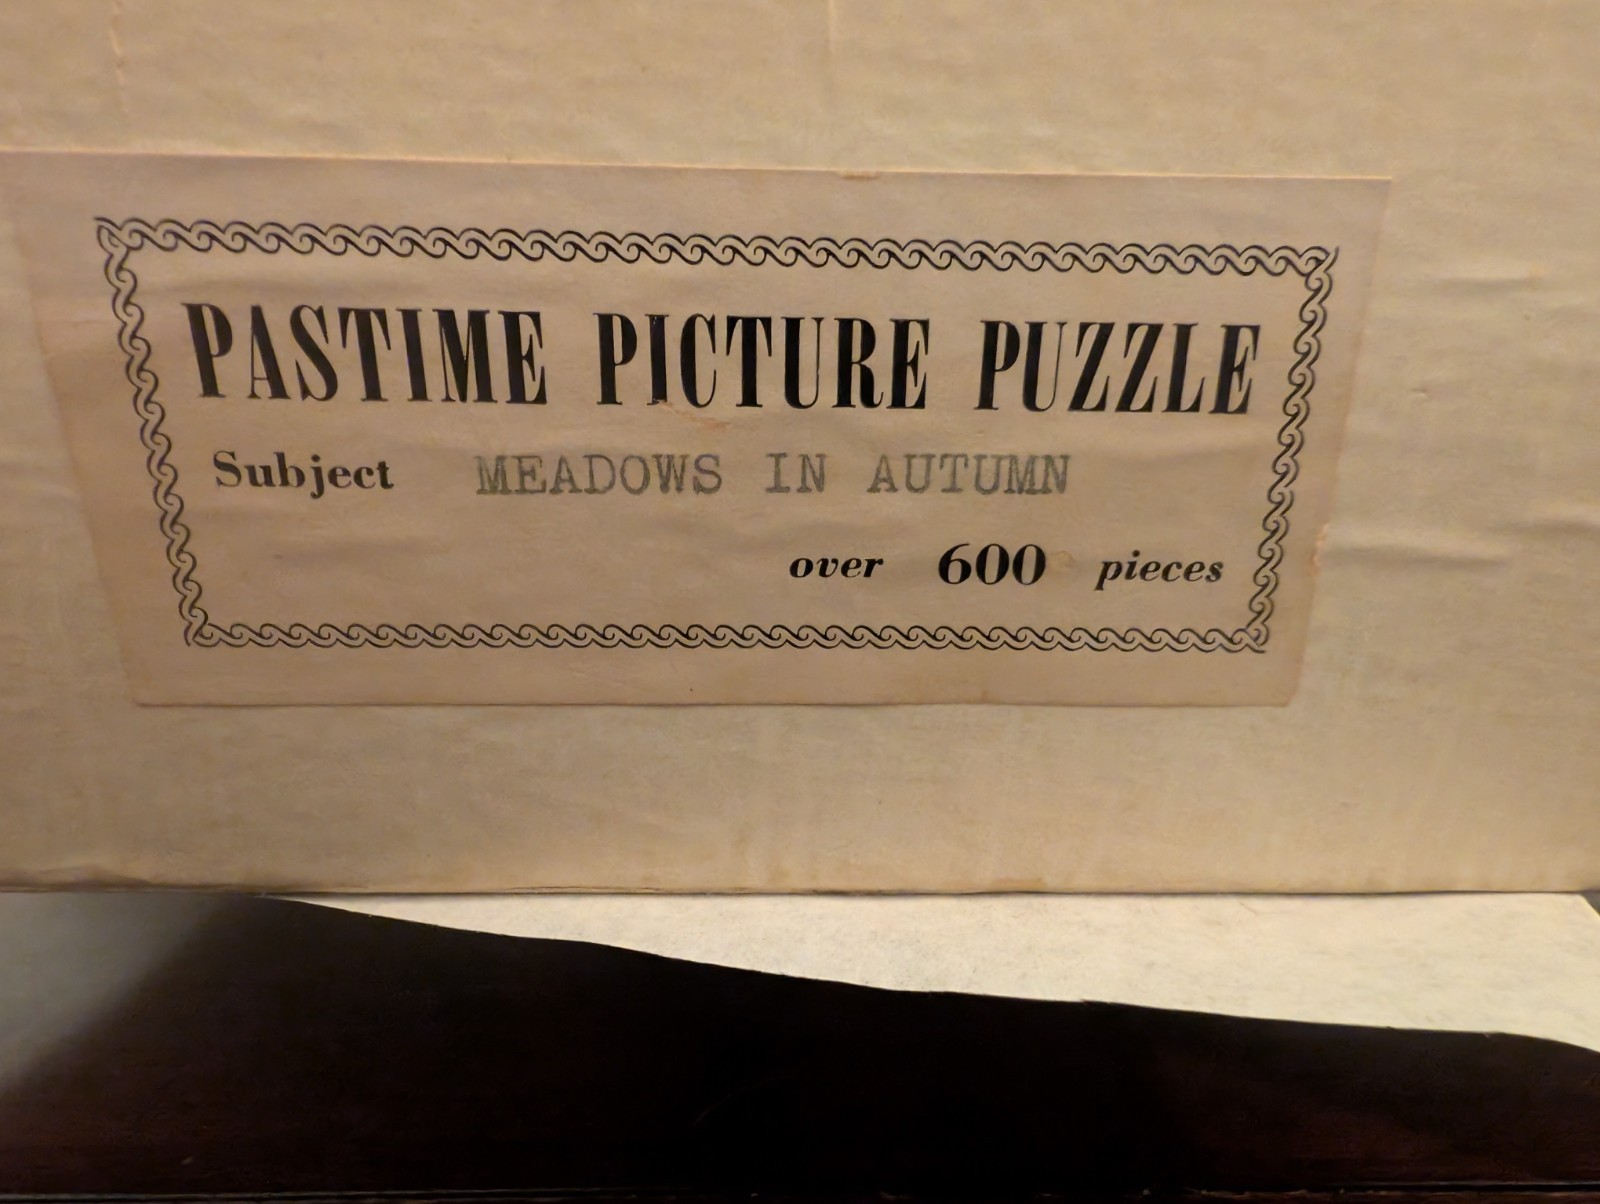 PASTIME PICTURE PUZZLE
Subject MEADOWS IN AUTUMN
over 600 pieces